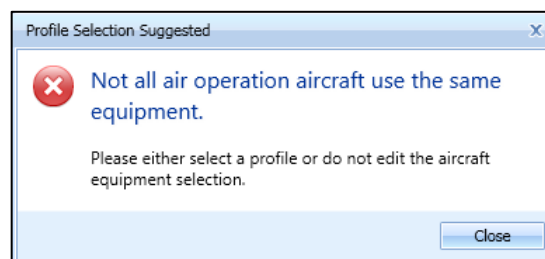 Profile Selection Suggested
Not all air operation aircraft use the same
equipment.
Please either select a profile or do not edit the aircraft
equipment selection.
Close